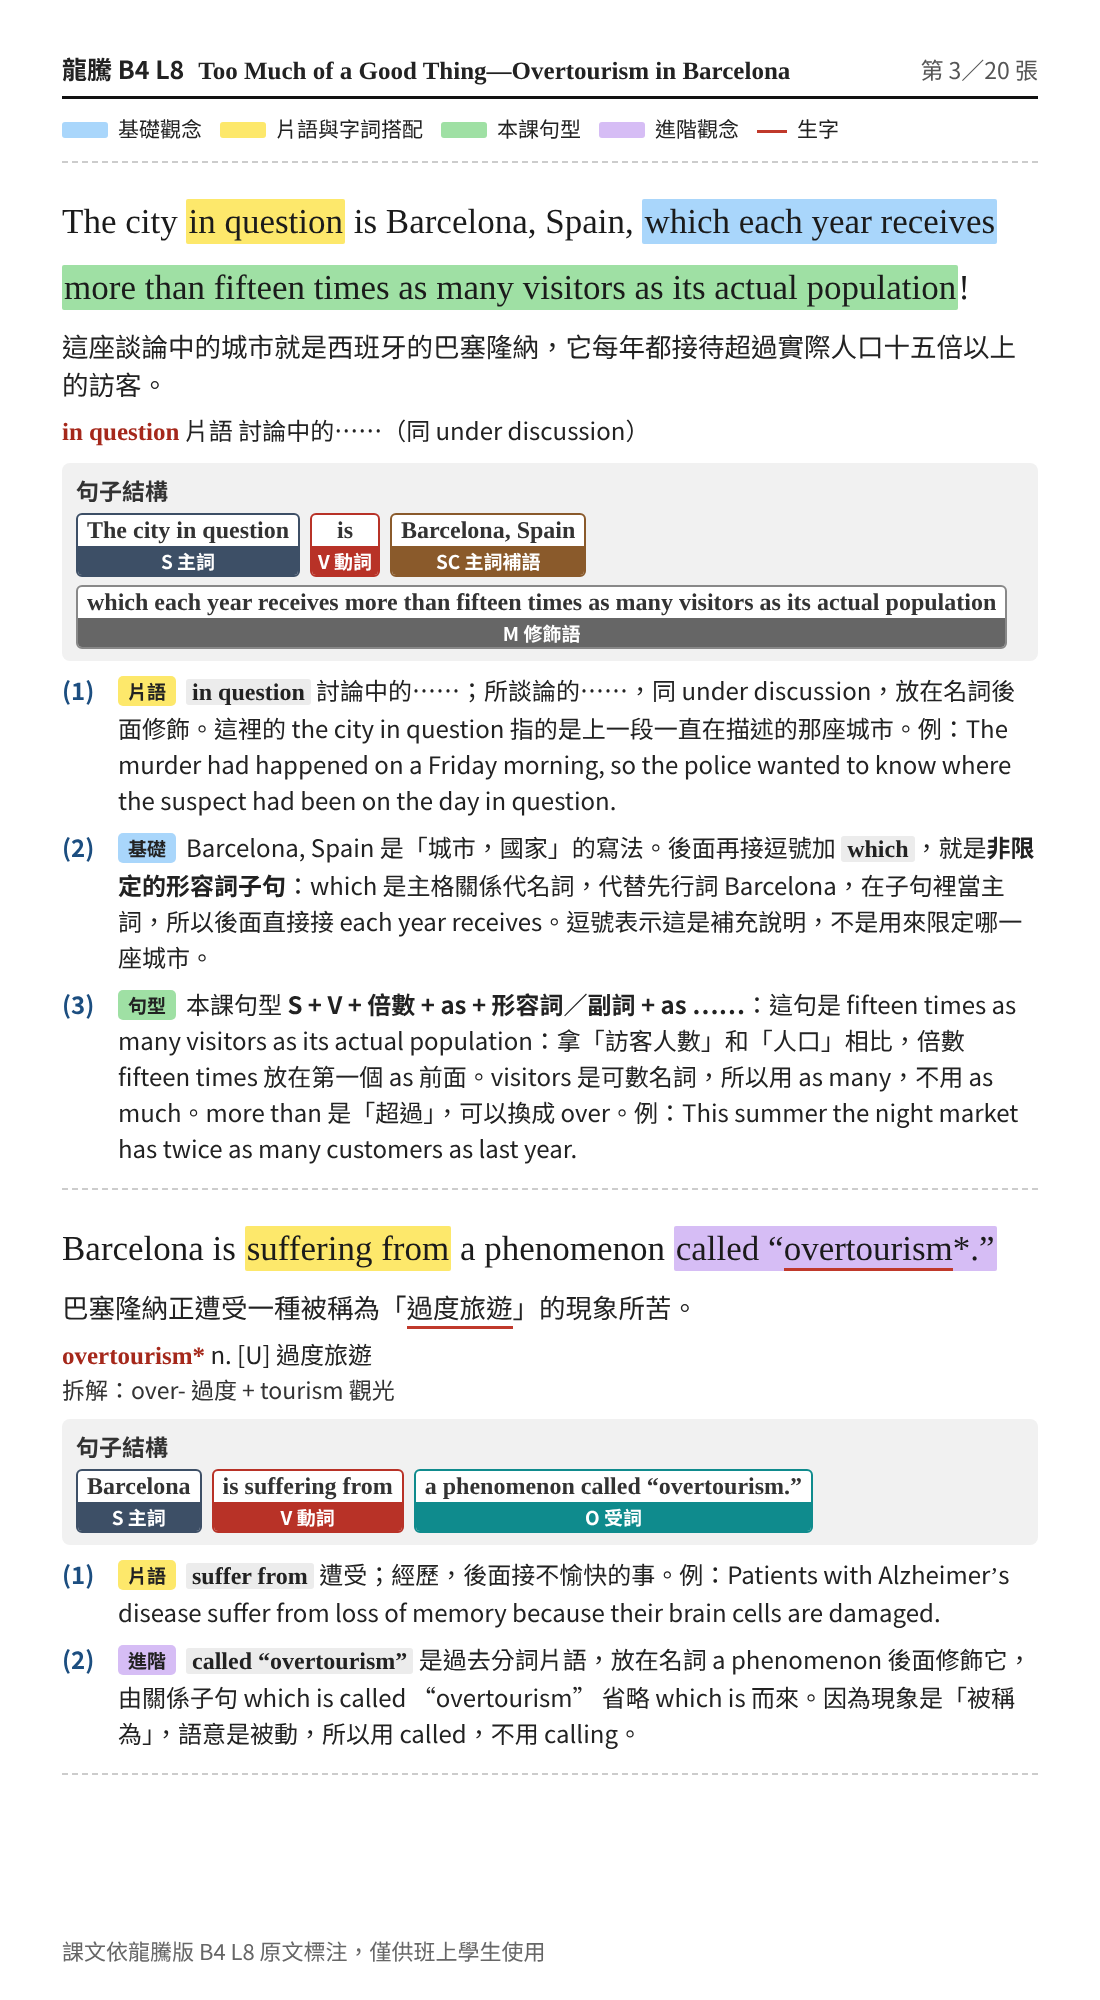 龍騰 B4 L8 Too Much of a Good Thing—Overtourism in Barcelona 第 3／20 張
基礎觀念 片語與字詞搭配 本課句型 進階觀念 生字
The city in question is Barcelona, Spain, which each year receives
more than fifteen times as many visitors as its actual population!
這座談論中的城市就是西班牙的巴塞隆納，它每年都接待超過實際人口十五倍以上
的訪客。
in question 片語 討論中的……（同 under discussion）
句子結構
The city in question is Barcelona, Spain
S 主詞 V 動詞 SC 主詞補語
which each year receives more than fifteen times as many visitors as its actual population
M 修飾語
(1) 片語 in question 討論中的……；所談論的……，同 under discussion，放在名詞後
面修飾。這裡的 the city in question 指的是上一段一直在描述的那座城市。例：The
murder had happened on a Friday morning, so the police wanted to know where
the suspect had been on the day in question.
(2) 基礎 Barcelona, Spain 是「城市，國家」的寫法。後面再接逗號加 which，就是非限
定的形容詞子句：which 是主格關係代名詞，代替先行詞 Barcelona，在子句裡當主
詞，所以後面直接接 each year receives。逗號表示這是補充說明，不是用來限定哪一
座城市。
(3) 句型 本課句型 S + V + 倍數 + as + 形容詞／副詞 + as ……：這句是 fifteen times as
many visitors as its actual population：拿「訪客人數」和「人口」相比，倍數
fifteen times 放在第一個 as 前面。visitors 是可數名詞，所以用 as many，不用 as
much。more than 是「超過」，可以換成 over。例：This summer the night market
has twice as many customers as last year.
Barcelona is suffering from a phenomenon called “overtourism*.”
巴塞隆納正遭受一種被稱為「過度旅遊」的現象所苦。
overtourism* n. [U] 過度旅遊
拆解：over- 過度 + tourism 觀光
句子結構
Barcelona is suffering from a phenomenon called “overtourism.”
S 主詞 V 動詞 O 受詞
(1) 片語 suffer from 遭受；經歷，後面接不愉快的事。例：Patients with Alzheimer’s
disease suffer from loss of memory because their brain cells are damaged.
(2) 進階 called “overtourism” 是過去分詞片語，放在名詞 a phenomenon 後面修飾它，
由關係子句 which is called “overtourism” 省略 which is 而來。因為現象是「被稱
為」，語意是被動，所以用 called，不用 calling。
課文依龍騰版 B4 L8 原文標注，僅供班上學生使用